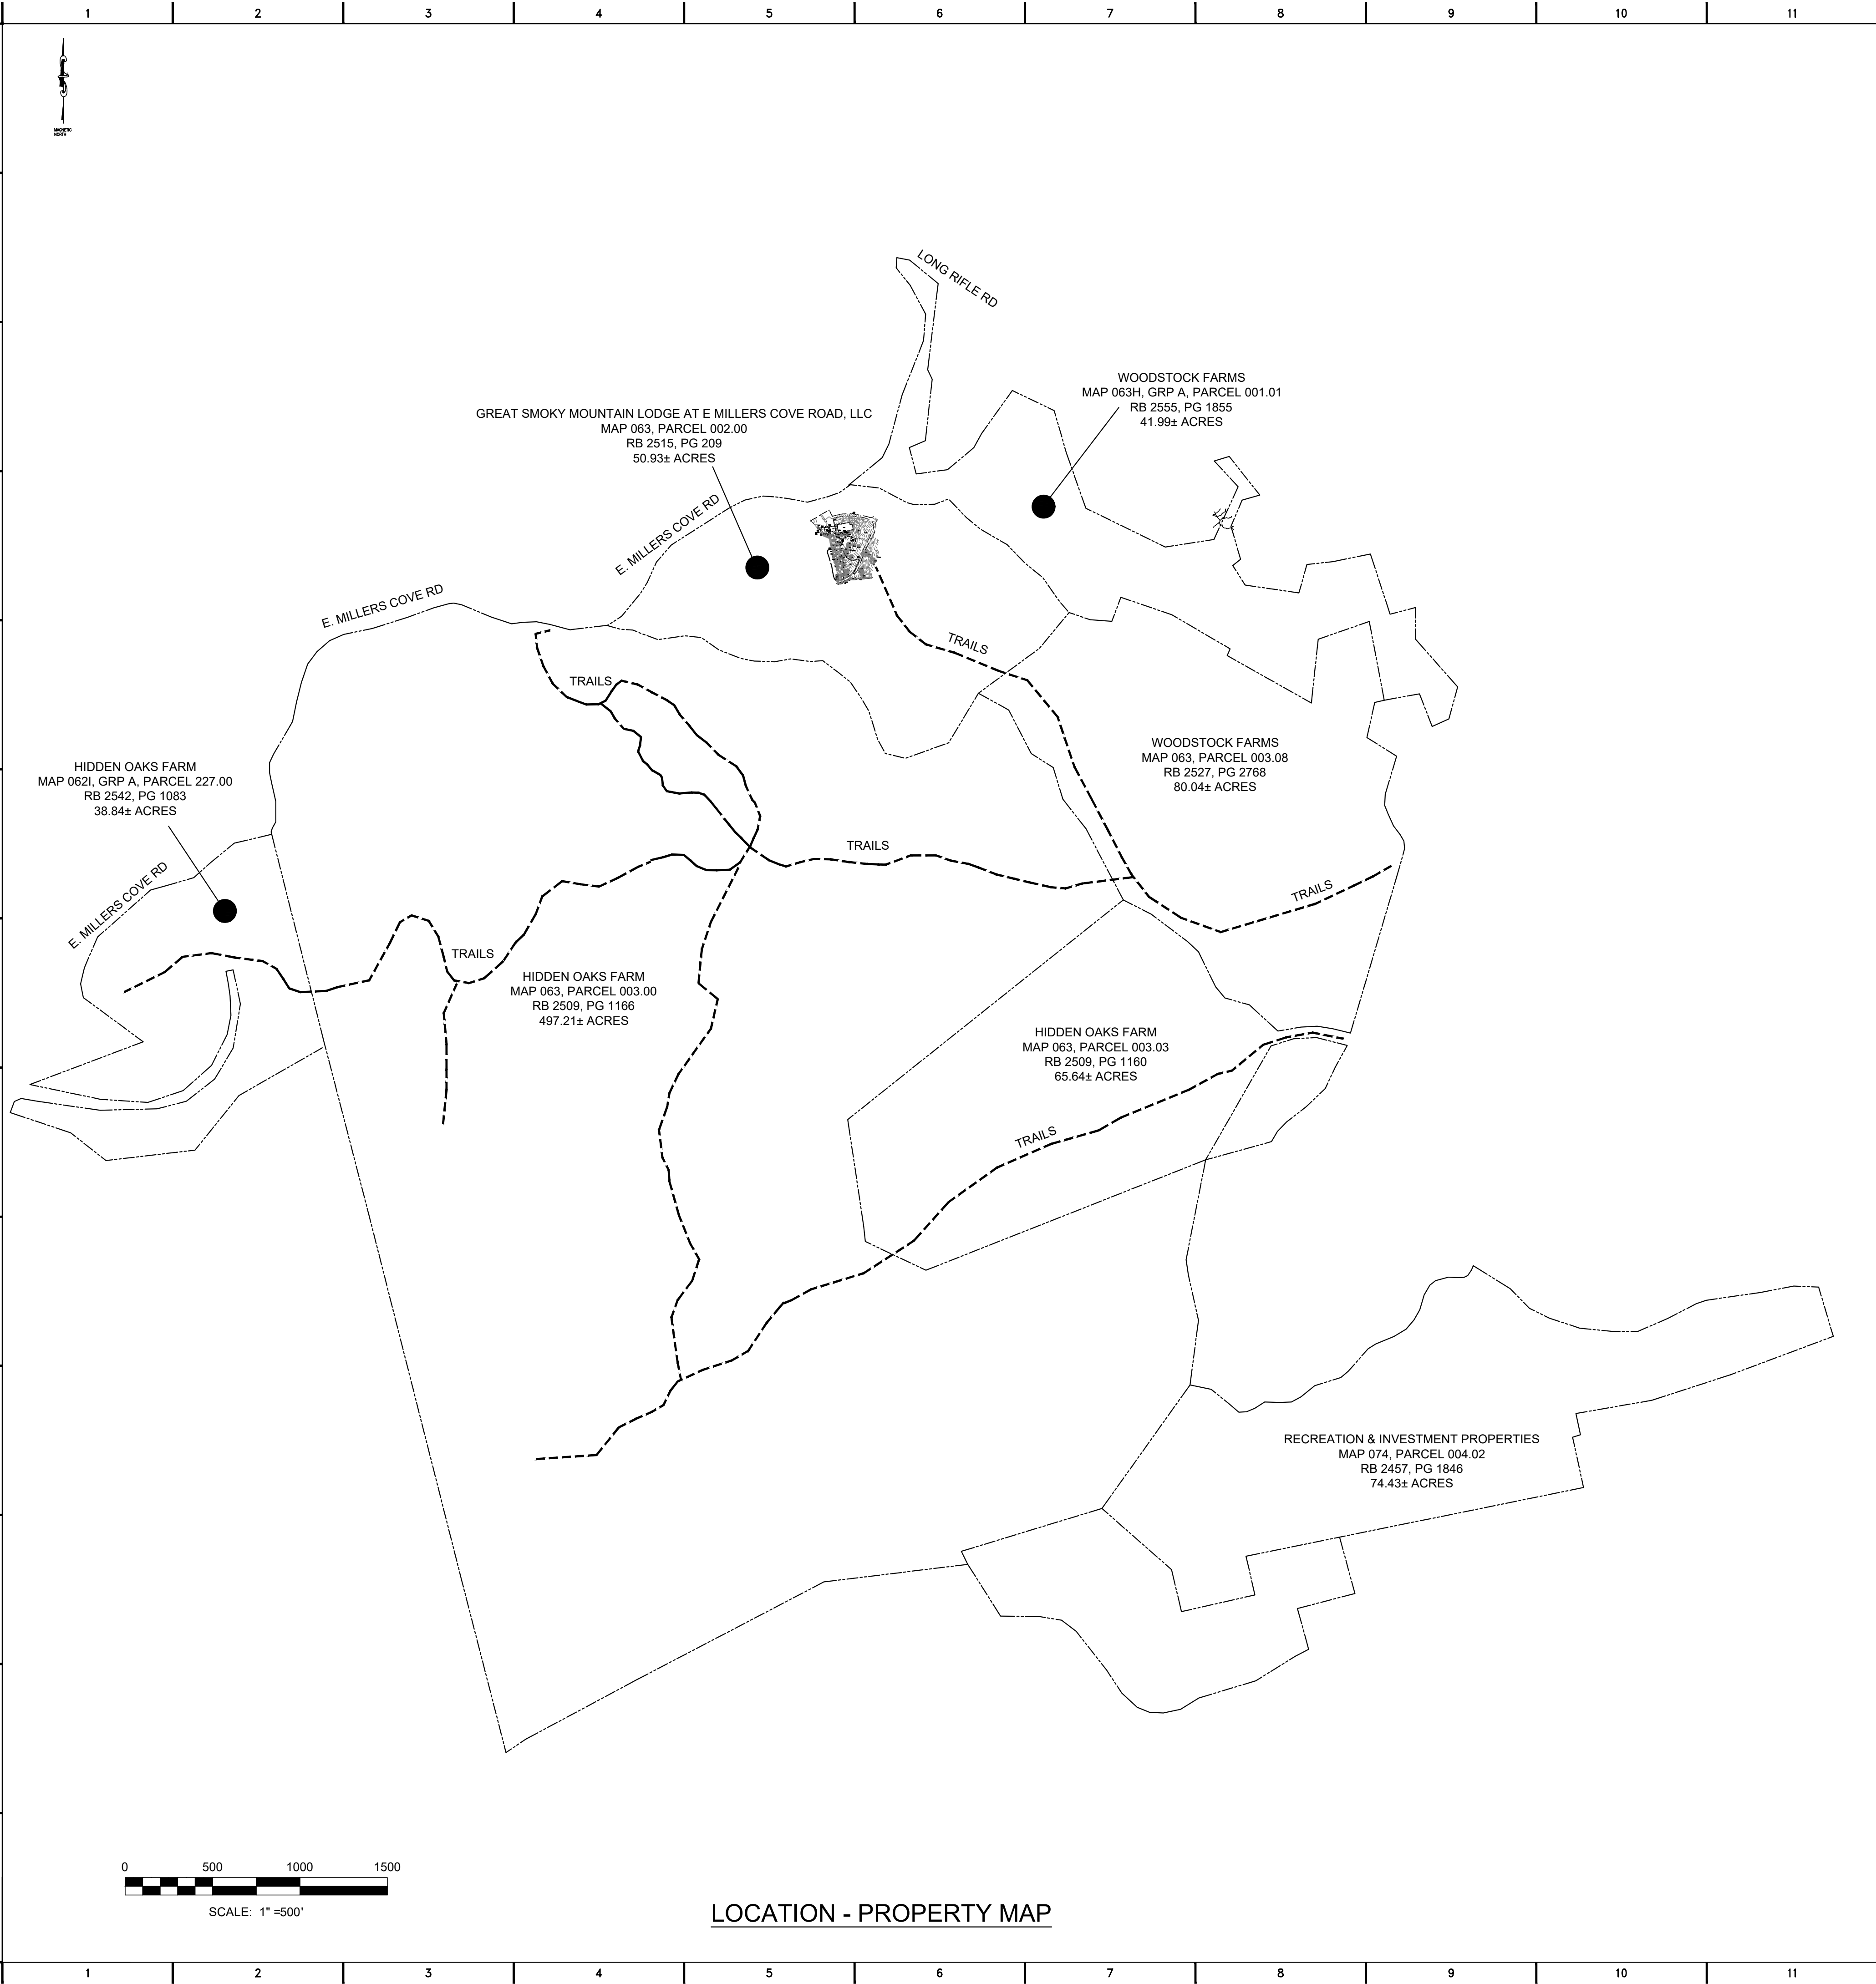 1 2 3 4 5 6 7 8 9 10 11
MAGNETIC
NORTH
LONG RIFLE RD
WOODSTOCK FARMS
MAP 063H, GRP A, PARCEL 001.01
RB 2555, PG 1855
41.99± ACRES
GREAT SMOKY MOUNTAIN LODGE AT E MILLERS COVE ROAD, LLC
MAP 063, PARCEL 002.00
RB 2515, PG 209
50.93± ACRES
E. MILLERS COVE RD
E. MILLERS COVE RD
TRAILS
TRAILS
WOODSTOCK FARMS
MAP 063, PARCEL 003.08
RB 2527, PG 2768
80.04± ACRES
HIDDEN OAKS FARM
MAP 062I, GRP A, PARCEL 227.00
RB 2542, PG 1083
38.84± ACRES
TRAILS
E. MILLERS COVE RD
TRAILS
TRAILS
HIDDEN OAKS FARM
MAP 063, PARCEL 003.00
RB 2509, PG 1166
497.21± ACRES
HIDDEN OAKS FARM
MAP 063, PARCEL 003.03
RB 2509, PG 1160
65.64± ACRES
TRAILS
RECREATION & INVESTMENT PROPERTIES
MAP 074, PARCEL 004.02
RB 2457, PG 1846
74.43± ACRES
0 500 1000 1500
SCALE: 1" =500'
LOCATION - PROPERTY MAP
1 2 3 4 5 6 7 8 9 10 11